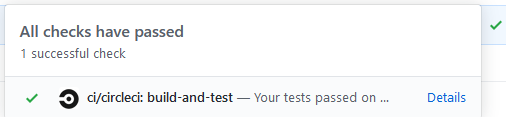 All checks have passed
1 successful check
ci/circleci: build-and-test — Your tests passed on ... Details